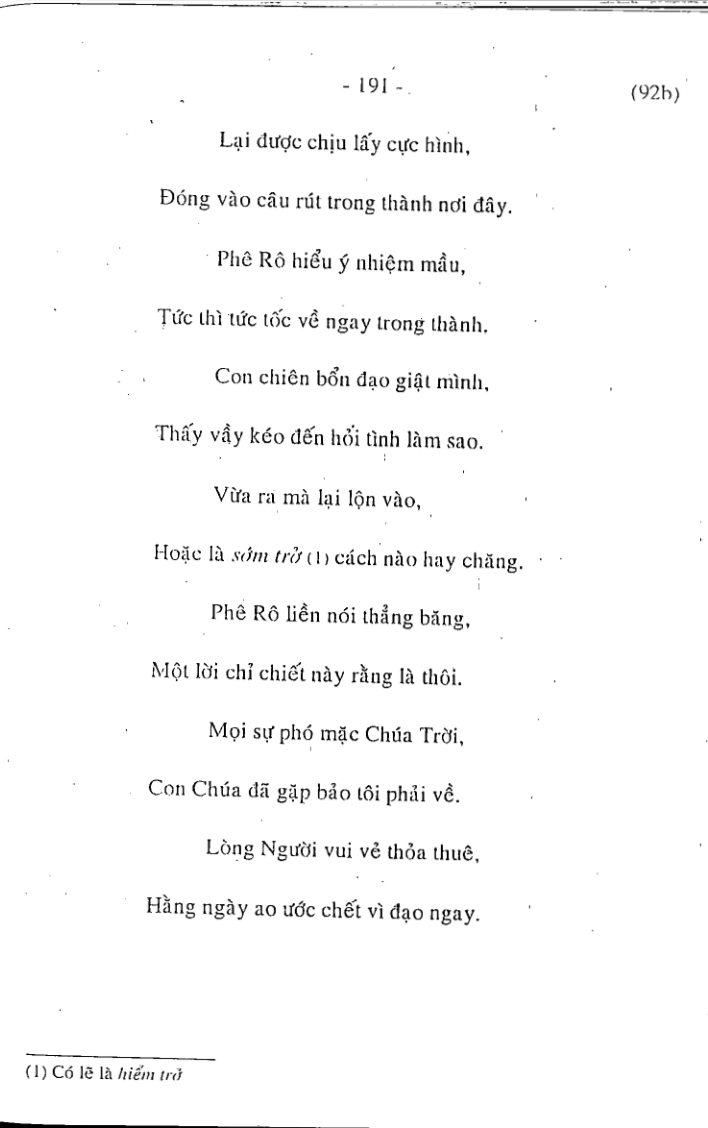 - 191 -
(92b)
Lại được chịu lấy cực hình,
Đóng vào câu rút trong thành nơi đây.
Phê Rô hiểu ý nhiệm mầu,
Tức thì tức tốc về ngay trong thành.
Con chiên bổn đạo giật mình,
Thấy vầy kéo đến hỏi tình làm sao.
Vừa ra mà lại lộn vào,
Hoặc là sớm trở (1) cách nào hay chăng.
Phê Rô liền nói thẳng băng,
Một lời chỉ chiết này rằng là thôi.
Mọi sự phó mặc Chúa Trời,
Con Chúa đã gặp bảo tôi phải về.
Lòng Người vui vẻ thỏa thuê,
Hằng ngày ao ước chết vì đạo ngay.
(1) Có lẽ là hiểm trở